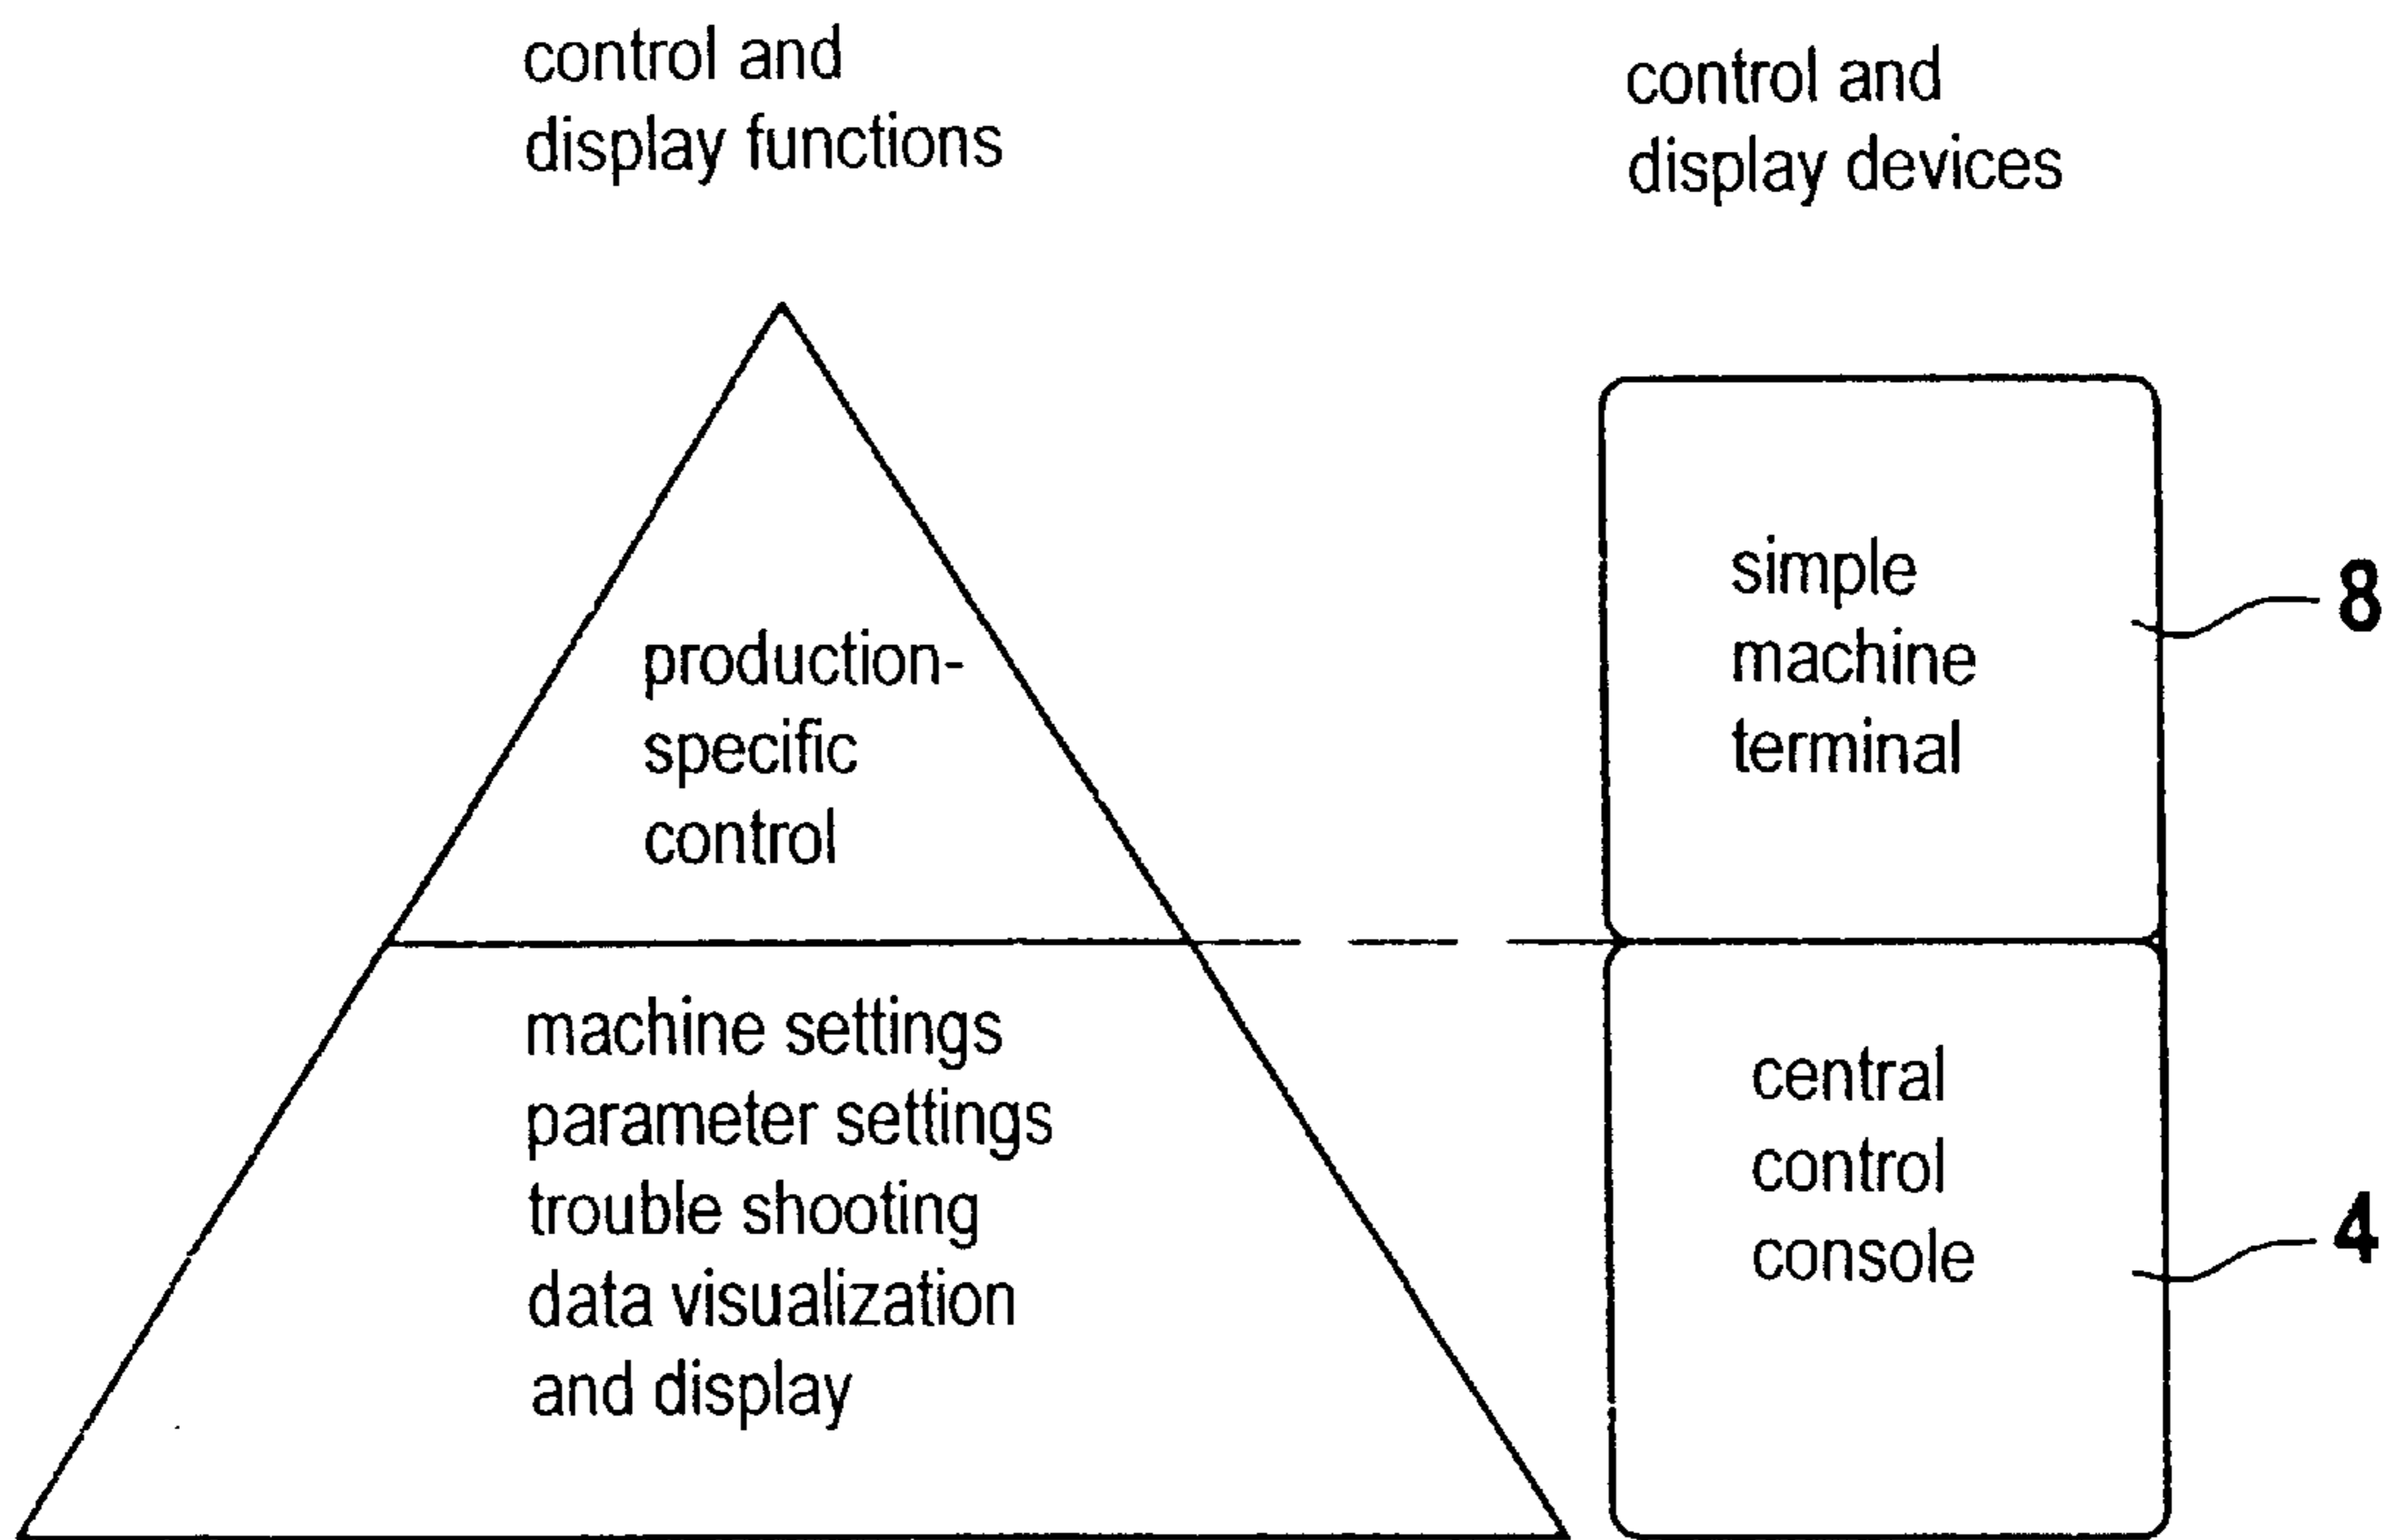 control and
display functions
control and
display devices
production-
specific
control
simple
machine
terminal
8
machine settings
parameter settings
trouble shooting
data visualization
and display
central
control
console
4